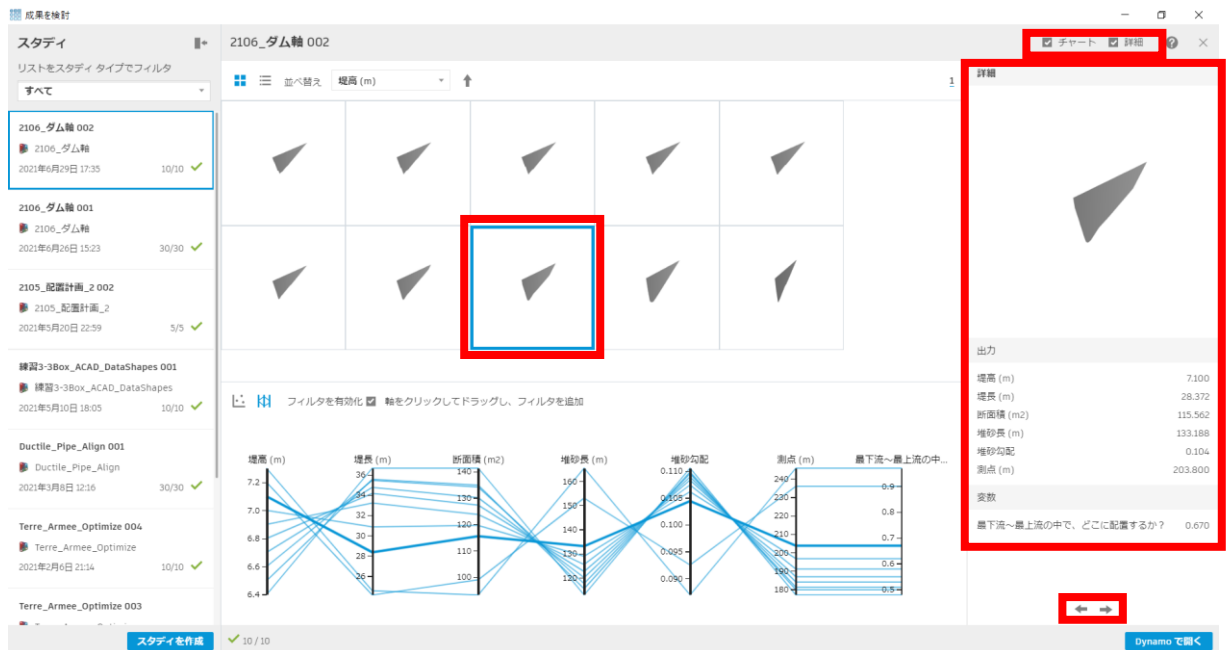 成果を検討
スタディ
リストをスタディ タイプでフィルタ
すべて
2106_ダム軸 002
2106_ダム軸
2021年6月29日 17:35 10/10
2106_ダム軸 001
2106_ダム軸
2021年6月26日 15:23 30/30
2105_配置計画_2 002
2105_配置計画_2
2021年5月20日 22:59 5/5
練習3-3Box_ACAD_DataShapes 001
練習3-3Box_ACAD_DataShapes
2021年5月10日 18:05 10/10
Ductile_Pipe_Align 001
Ductile_Pipe_Align
2021年3月8日 12:16 30/30
Terre_Armee_Optimize 004
Terre_Armee_Optimize
2021年2月6日 21:14 10/10
Terre_Armee_Optimize 003
スタディを作成
2106_ダム軸 002
チャート 詳細
並べ替え 堤高 (m)
1
フィルタを有効化 軸をクリックしてドラッグし、フィルタを追加
堤高 (m) 堤長 (m) 断面積 (m2) 堆砂長 (m) 堆砂勾配 測点 (m) 最下流～最上流の中...
7.2
7.0
6.8
6.6
6.4
36
34
32
30
28
26
140
130
120
110
100
160
150
140
130
120
0.110
0.105
0.100
0.095
0.090
240
230
220
210
200
190
180
0.9
0.8
0.7
0.6
0.5
10 / 10
詳細
出力
堤高 (m) 7.100
堤長 (m) 28.372
断面積 (m2) 115.562
堆砂長 (m) 133.188
堆砂勾配 0.104
測点 (m) 203.800
変数
最下流～最上流の中で、どこに配置するか？ 0.670
Dynamo で開く